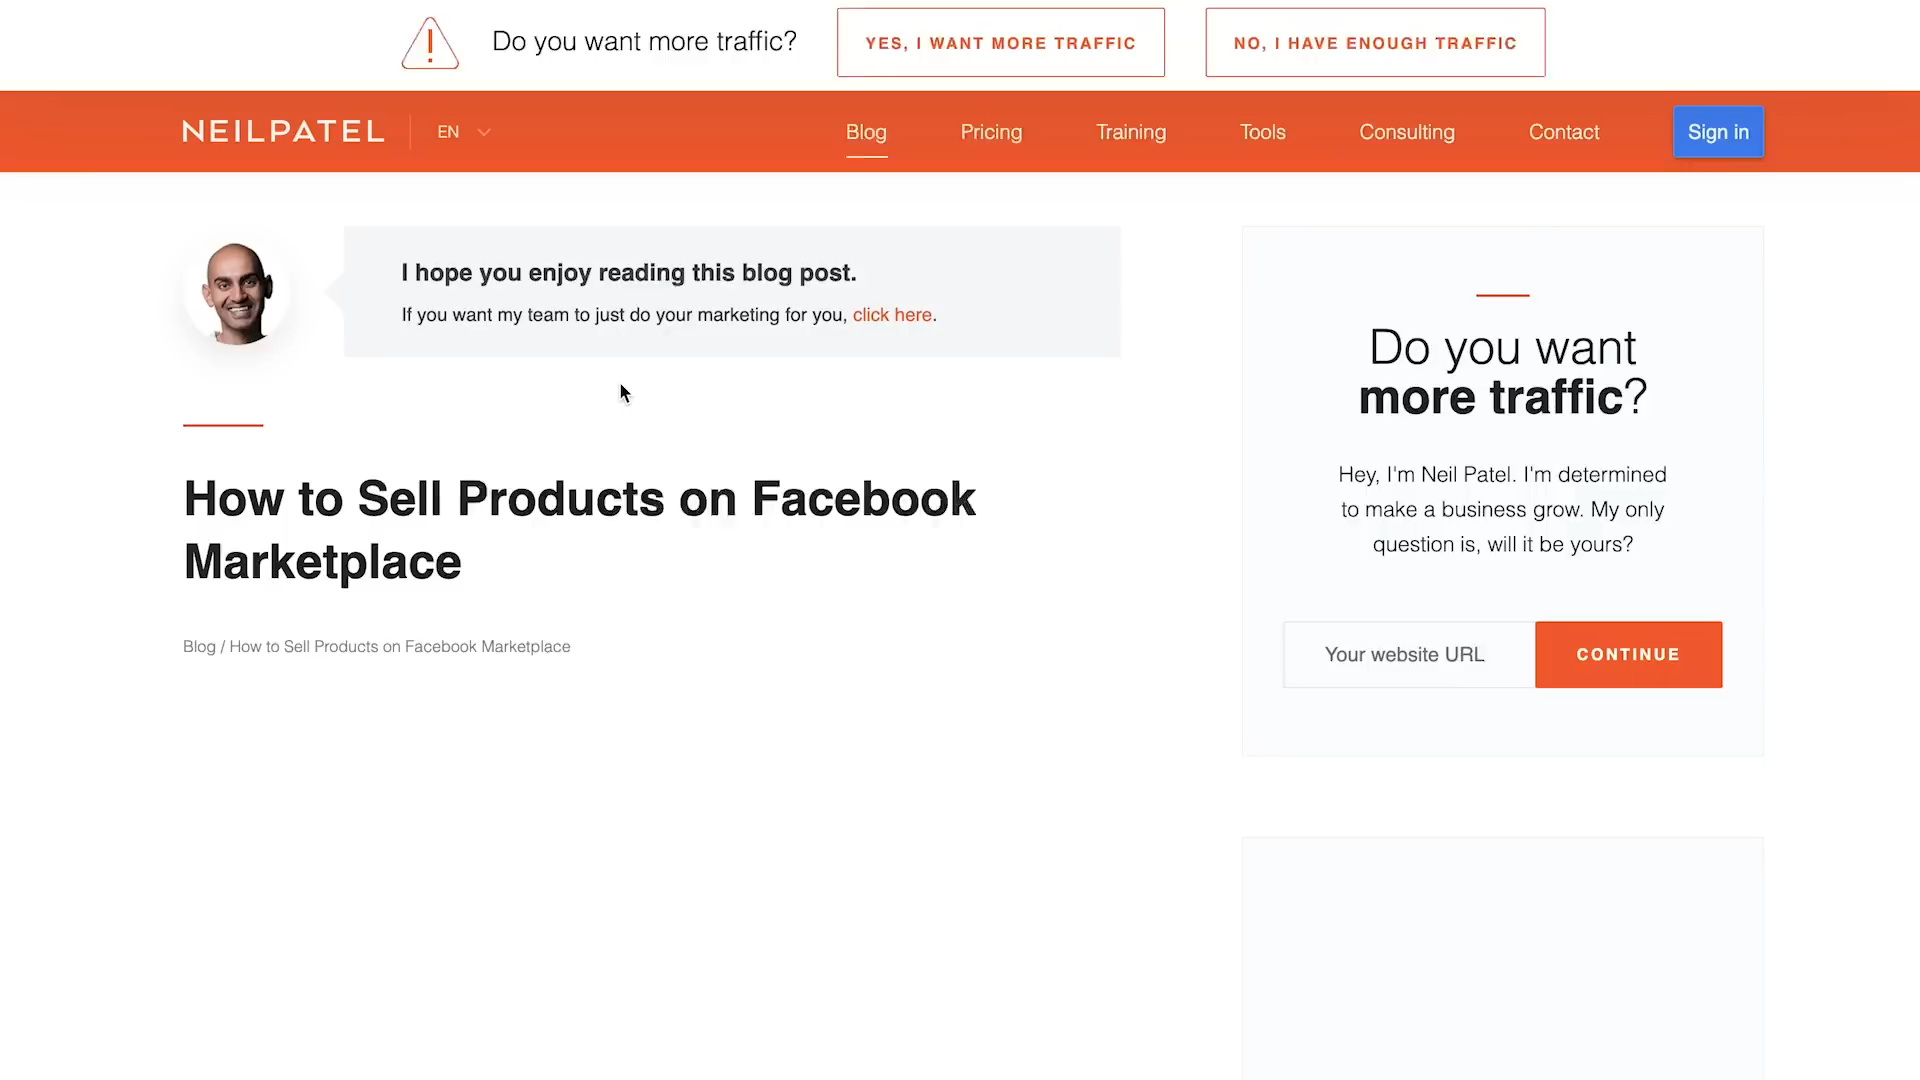 Do you want more traffic?
YES, I WANT MORE TRAFFIC
NO, I HAVE ENOUGH TRAFFIC
NEILPATEL
EN
Blog
Pricing
Training
Tools
Consulting
Contact
Sign in
I hope you enjoy reading this blog post.
If you want my team to just do your marketing for you, click here.
How to Sell Products on Facebook
Marketplace
Blog / How to Sell Products on Facebook Marketplace
Do you want
more traffic?
Hey, I'm Neil Patel. I'm determined
to make a business grow. My only
question is, will it be yours?
Your website URL
CONTINUE